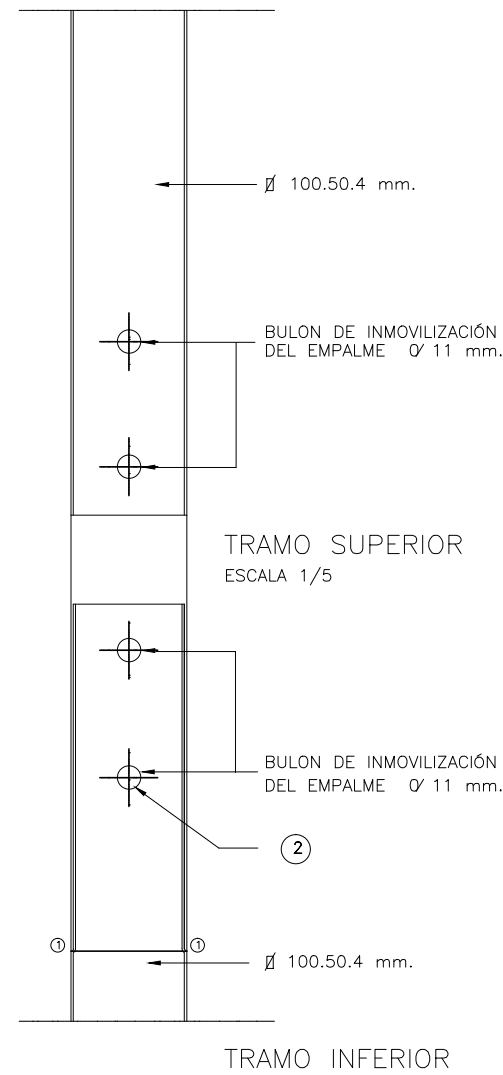 ⌷ 100.50.4 mm.
BULON DE INMOVILIZACIÓN
DEL EMPALME 0/ 11 mm.
TRAMO SUPERIOR
ESCALA 1/5
BULON DE INMOVILIZACIÓN
DEL EMPALME 0/ 11 mm.
2
1 1
⌷ 100.50.4 mm.
TRAMO INFERIOR